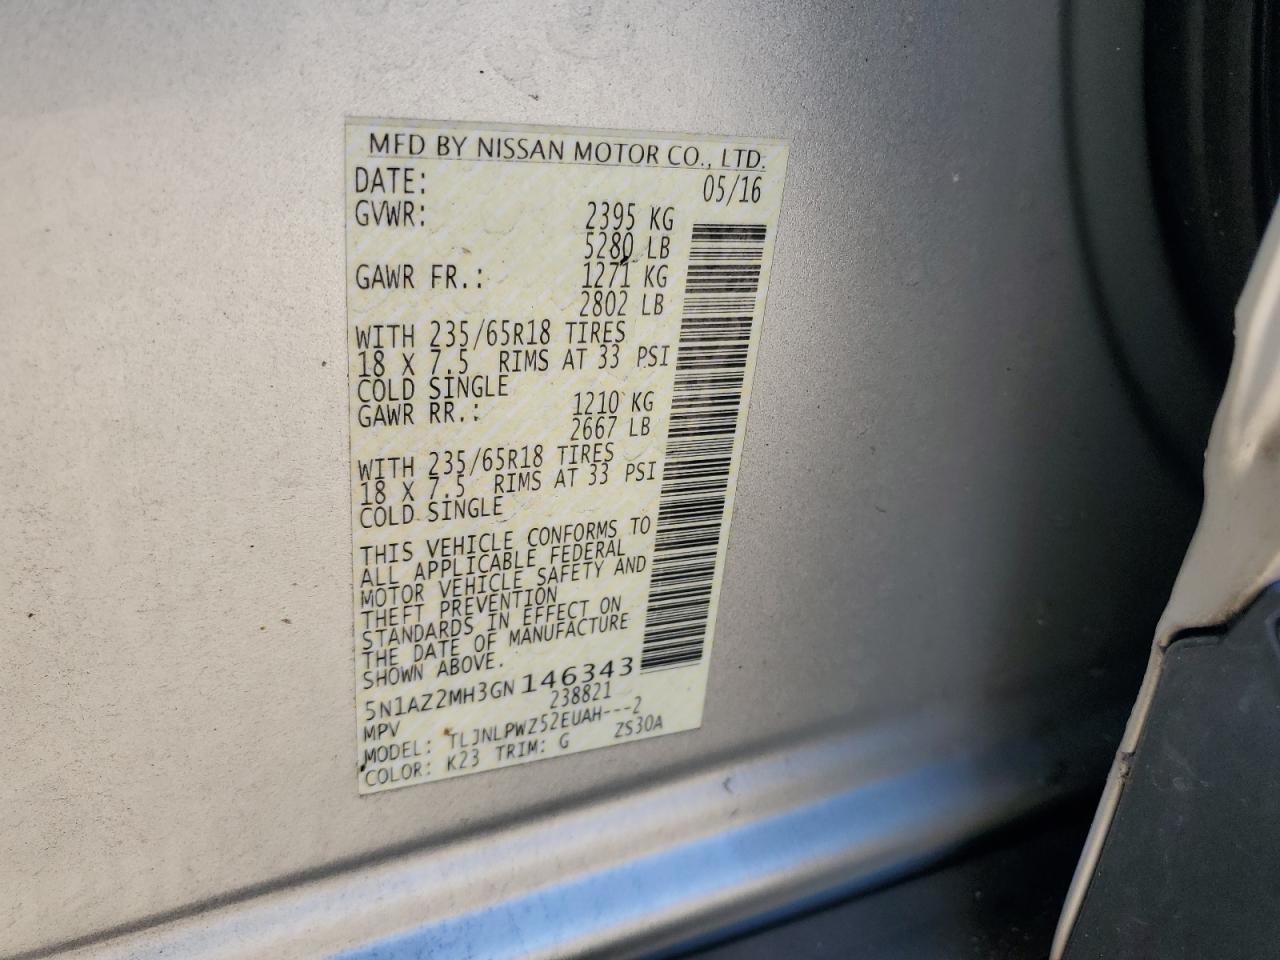 MFD BY NISSAN MOTOR CO., LTD.
DATE: 05/16
GVWR: 2395 KG
5280 LB
GAWR FR.: 1271 KG
2802 LB
WITH 235/65R18 TIRES
18 X 7.5 RIMS AT 33 PSI
COLD SINGLE
GAWR RR.: 1210 KG
2667 LB
WITH 235/65R18 TIRES
18 X 7.5 RIMS AT 33 PSI
COLD SINGLE
THIS VEHICLE CONFORMS TO
ALL APPLICABLE FEDERAL
MOTOR VEHICLE SAFETY AND
THEFT PREVENTION
STANDARDS IN EFFECT ON
THE DATE OF MANUFACTURE
SHOWN ABOVE.
5N1AZ2MH3GN146343
MPV 238821
MODEL: TLJNLPWZ52EUAH---2
COLOR: K23 TRIM: G ZS30A